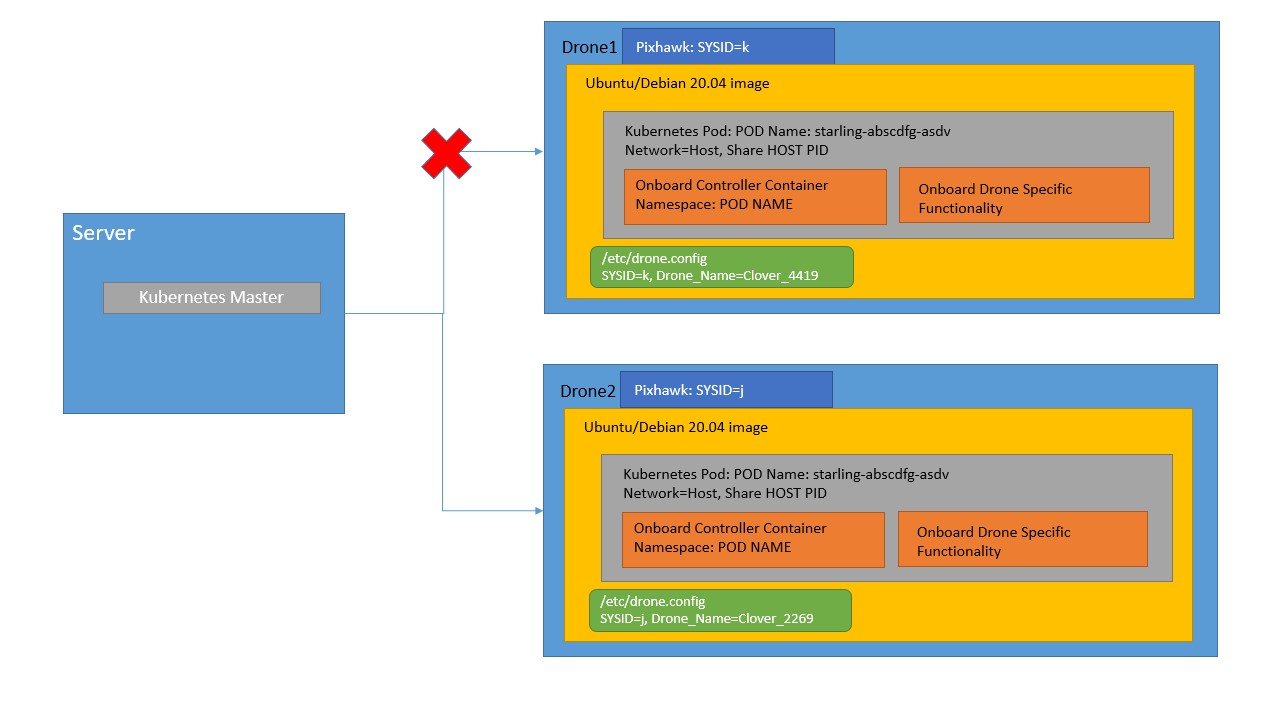 Server
Kubernetes Master
Drone1
Pixhawk: SYSID=k
Ubuntu/Debian 20.04 image
Kubernetes Pod: POD Name: starling-abscdfg-asdv
Network=Host, Share HOST PID
Onboard Controller Container
Namespace: POD NAME
Onboard Drone Specific
Functionality
/etc/drone.config
SYSID=k, Drone_Name=Clover_4419
Drone2
Pixhawk: SYSID=j
Ubuntu/Debian 20.04 image
Kubernetes Pod: POD Name: starling-abscdfg-asdv
Network=Host, Share HOST PID
Onboard Controller Container
Namespace: POD NAME
Onboard Drone Specific
Functionality
/etc/drone.config
SYSID=j, Drone_Name=Clover_2269